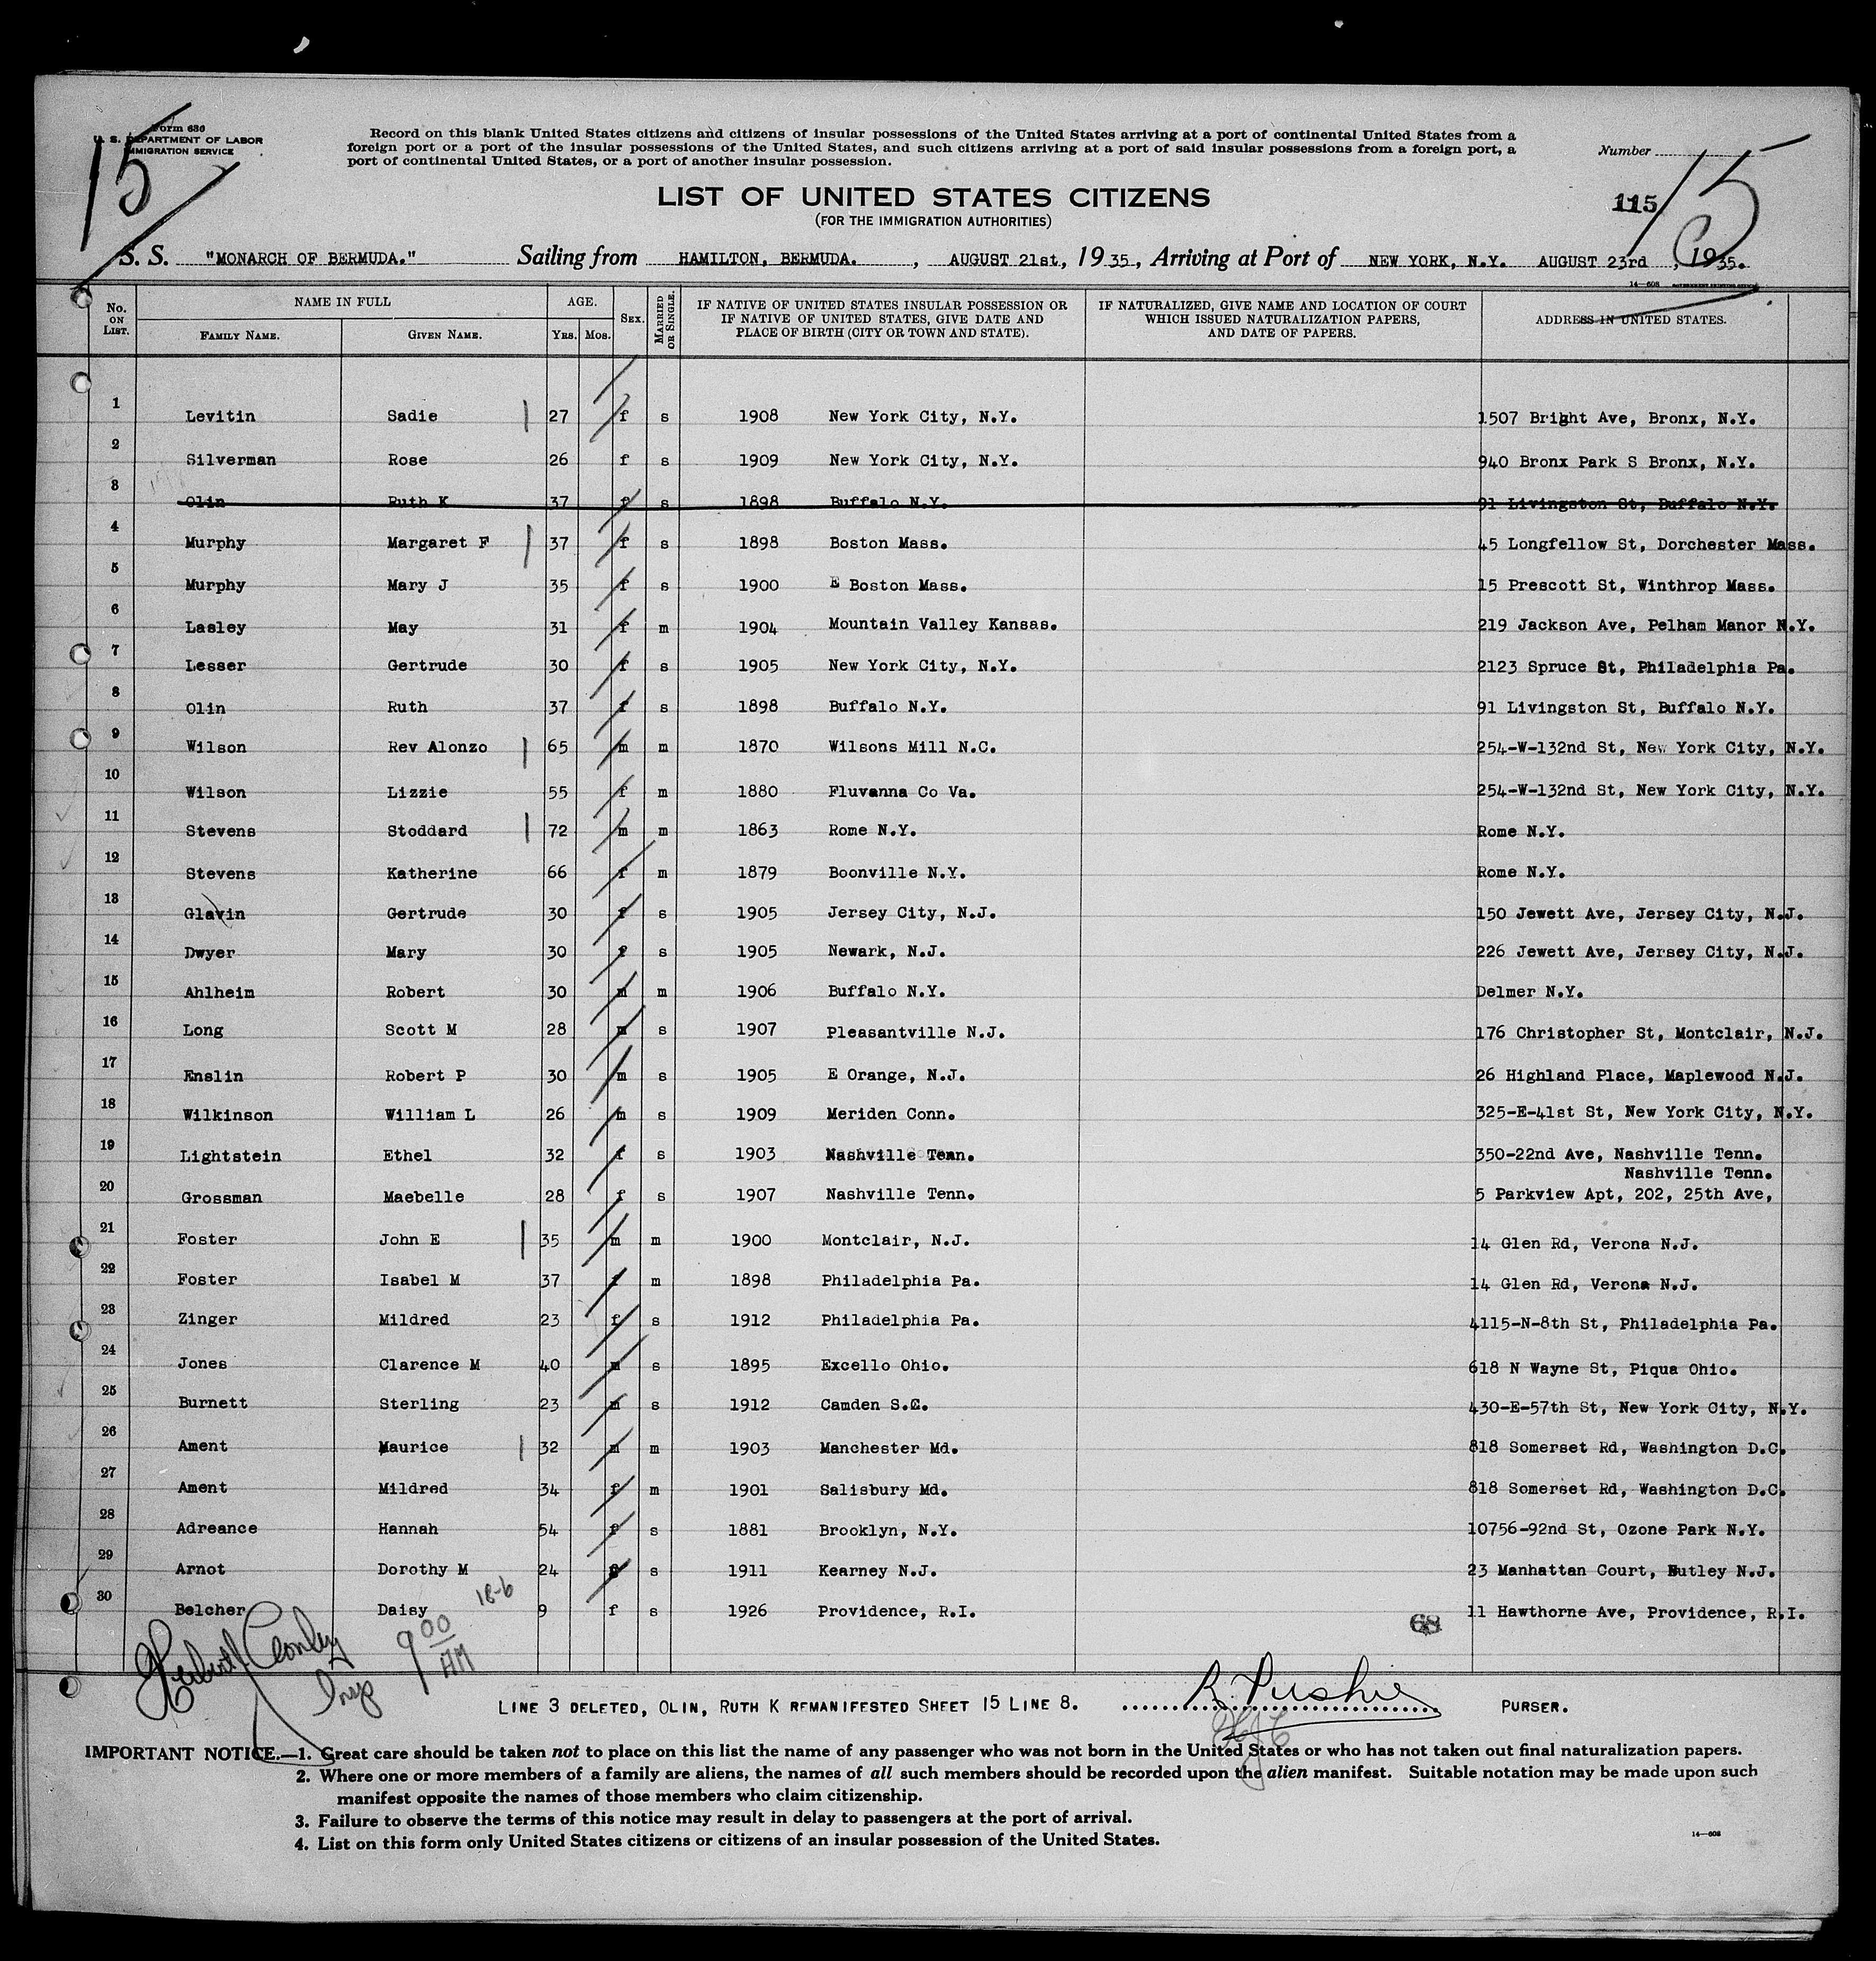 Form 630
U. S. DEPARTMENT OF LABOR
IMMIGRATION SERVICE
15
Record on this blank United States citizens and citizens of insular possessions of the United States arriving at a port of continental United States from a
foreign port or a port of the insular possessions of the United States, and such citizens arriving at a port of said insular possessions from a foreign port, a
port of continental United States, or a port of another insular possession.
Number
115 15
LIST OF UNITED STATES CITIZENS
(FOR THE IMMIGRATION AUTHORITIES)
S. S. "MONARCH OF BERMUDA." Sailing from HAMILTON, BERMUDA. , AUGUST 21st, 1935, Arriving at Port of NEW YORK, N.Y. AUGUST 23rd , 1935.
14—608 GOVERNMENT PRINTING OFFICE
No. ON LIST. NAME IN FULL AGE. SEX. MARRIED OR SINGLE. IF NATIVE OF UNITED STATES INSULAR POSSESSION OR IF NATIVE OF UNITED STATES, GIVE DATE AND PLACE OF BIRTH (CITY OR TOWN AND STATE). IF NATURALIZED, GIVE NAME AND LOCATION OF COURT WHICH ISSUED NATURALIZATION PAPERS, AND DATE OF PAPERS. ADDRESS IN UNITED STATES.
FAMILY NAME. GIVEN NAME. YRS. MOS.
1 Levitin Sadie 27 f s 1908 New York City, N.Y. 1507 Bright Ave, Bronx, N.Y.
2 Silverman Rose 26 f s 1909 New York City, N.Y. 940 Bronx Park S Bronx, N.Y.
3 Olin Ruth K 37 f s 1898 Buffalo N.Y. 91 Livingston St, Buffalo N.Y.
4 Murphy Margaret F 37 f s 1898 Boston Mass. 45 Longfellow St, Dorchester Mass.
5 Murphy Mary J 35 f s 1900 E Boston Mass. 15 Prescott St, Winthrop Mass.
6 Lasley May 31 f m 1904 Mountain Valley Kansas. 219 Jackson Ave, Pelham Manor N.Y.
7 Lesser Gertrude 30 f s 1905 New York City, N.Y. 2123 Spruce St, Philadelphia Pa.
8 Olin Ruth 37 f s 1898 Buffalo N.Y. 91 Livingston St, Buffalo N.Y.
9 Wilson Rev Alonzo 65 m m 1870 Wilsons Mill N.C. 254-W-132nd St, New York City, N.Y.
10 Wilson Lizzie 55 f m 1880 Fluvanna Co Va. 254-W-132nd St, New York City, N.Y.
11 Stevens Stoddard 72 m m 1863 Rome N.Y. Rome N.Y.
12 Stevens Katherine 66 f m 1879 Boonville N.Y. Rome N.Y.
13 Glavin Gertrude 30 f s 1905 Jersey City, N.J. 150 Jewett Ave, Jersey City, N.J.
14 Dwyer Mary 30 f s 1905 Newark, N.J. 226 Jewett Ave, Jersey City, N.J.
15 Ahlheim Robert 30 m m 1906 Buffalo N.Y. Delmer N.Y.
16 Long Scott M 28 m s 1907 Pleasantville N.J. 176 Christopher St, Montclair, N.J.
17 Enslin Robert P 30 m s 1905 E Orange, N.J. 26 Highland Place, Maplewood N.J.
18 Wilkinson William L 26 m s 1909 Meriden Conn. 325-E-41st St, New York City, N.Y.
19 Lightstein Ethel 32 f s 1903 Nashville Tenn. 350-22nd Ave, Nashville Tenn.
Nashville Tenn.
20 Grossman Maebelle 28 f s 1907 Nashville Tenn. 5 Parkview Apt, 202, 25th Ave,
21 Foster John E 35 m m 1900 Montclair, N.J. 14 Glen Rd, Verona N.J.
22 Foster Isabel M 37 f m 1898 Philadelphia Pa. 14 Glen Rd, Verona N.J.
23 Zinger Mildred 23 f s 1912 Philadelphia Pa. 4115-N-8th St, Philadelphia Pa.
24 Jones Clarence M 40 m s 1895 Excello Ohio. 618 N Wayne St, Piqua Ohio.
25 Burnett Sterling 23 m s 1912 Camden S.C. 430-E-57th St, New York City, N.Y.
26 Ament Maurice 32 m m 1903 Manchester Md. 818 Somerset Rd, Washington D.C.
27 Ament Mildred 34 f m 1901 Salisbury Md. 818 Somerset Rd, Washington D.C.
28 Adreance Hannah 54 f s 1881 Brooklyn, N.Y. 10756-92nd St, Ozone Park N.Y.
29 Arnot Dorothy M 24 f s 1911 Kearney N.J. 23 Manhattan Court, Nutley N.J.
18-6
30 Belcher Daisy 9 f s 1926 Providence, R.I. 11 Hawthorne Ave, Providence, R.I.
68
9 00 AM
Insp
LINE 3 DELETED, OLIN, RUTH K REMANIFESTED SHEET 15 LINE 8. R. Pushie PURSER.
IMPORTANT NOTICE.—1. Great care should be taken not to place on this list the name of any passenger who was not born in the United States or who has not taken out final naturalization papers.
2. Where one or more members of a family are aliens, the names of all such members should be recorded upon the alien manifest. Suitable notation may be made upon such
manifest opposite the names of those members who claim citizenship.
3. Failure to observe the terms of this notice may result in delay to passengers at the port of arrival.
4. List on this form only United States citizens or citizens of an insular possession of the United States.
14—608